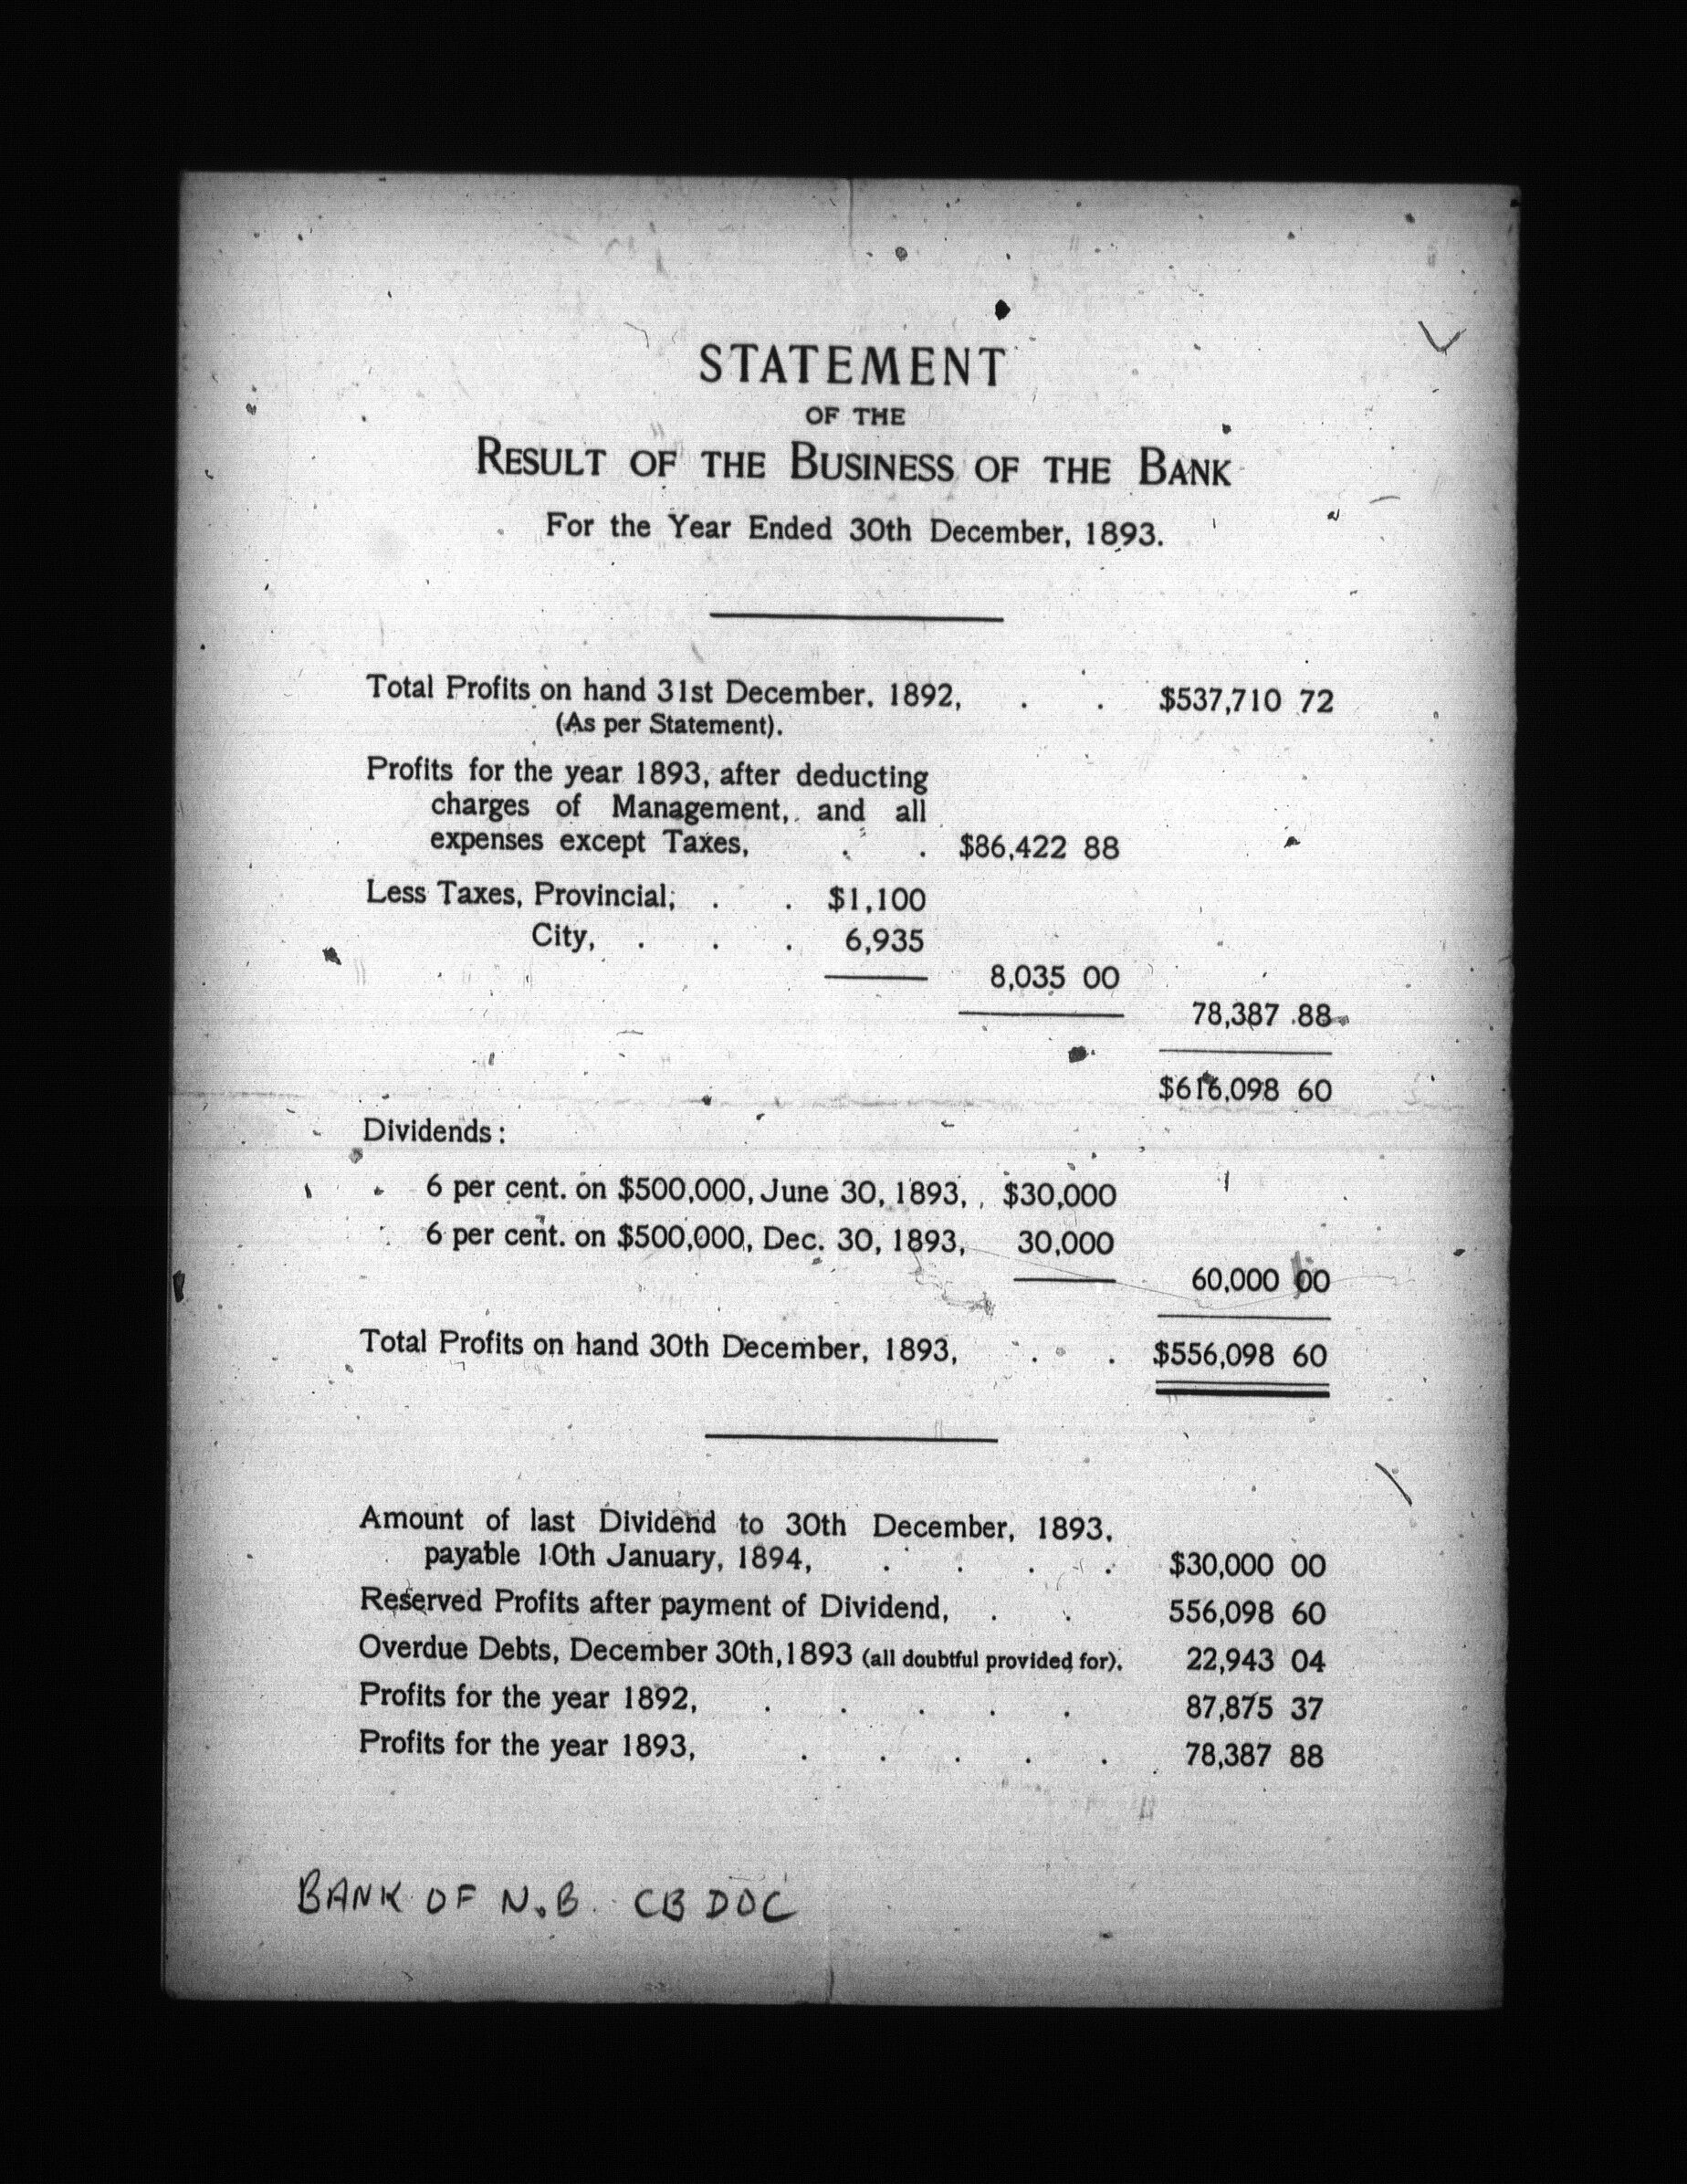 STATEMENT
OF THE
RESULT OF THE BUSINESS OF THE BANK
For the Year Ended 30th December, 1893.
Total Profits on hand 31st December, 1892, . . $537,710 72
(As per Statement).
Profits for the year 1893, after deducting
charges of Management, and all
expenses except Taxes, . . $86,422 88
Less Taxes, Provincial, . . $1,100
City, . . . 6,935
8,035 00
78,387 88
$616,098 60
Dividends:
6 per cent. on $500,000, June 30, 1893, . $30,000
6 per cent. on $500,000, Dec. 30, 1893, 30,000
60,000 00
Total Profits on hand 30th December, 1893, . . $556,098 60
Amount of last Dividend to 30th December, 1893,
payable 10th January, 1894, . . . . $30,000 00
Reserved Profits after payment of Dividend, . . 556,098 60
Overdue Debts, December 30th, 1893 (all doubtful provided for). 22,943 04
Profits for the year 1892, . . . . . 87,875 37
Profits for the year 1893, . . . . . 78,387 88
BANK OF N.B. CB DOC